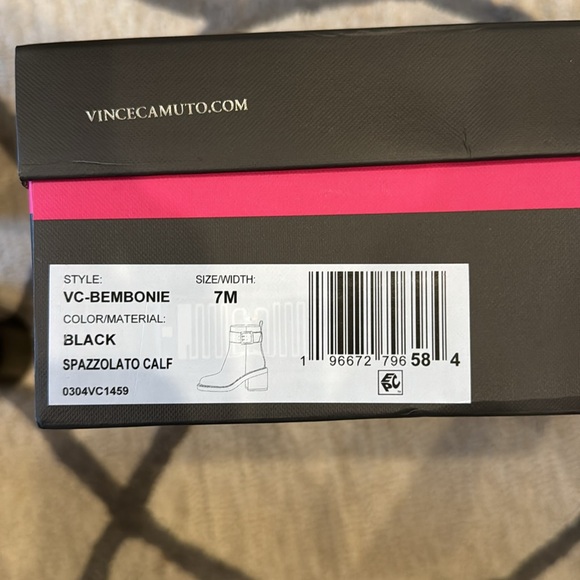 VINCECAMUTO.COM
STYLE: SIZE/WIDTH:
VC-BEMBONIE 7M
COLOR/MATERIAL:
BLACK
SPAZZOLATO CALF
0304VC1459
1 96672 796 58 4
EPC